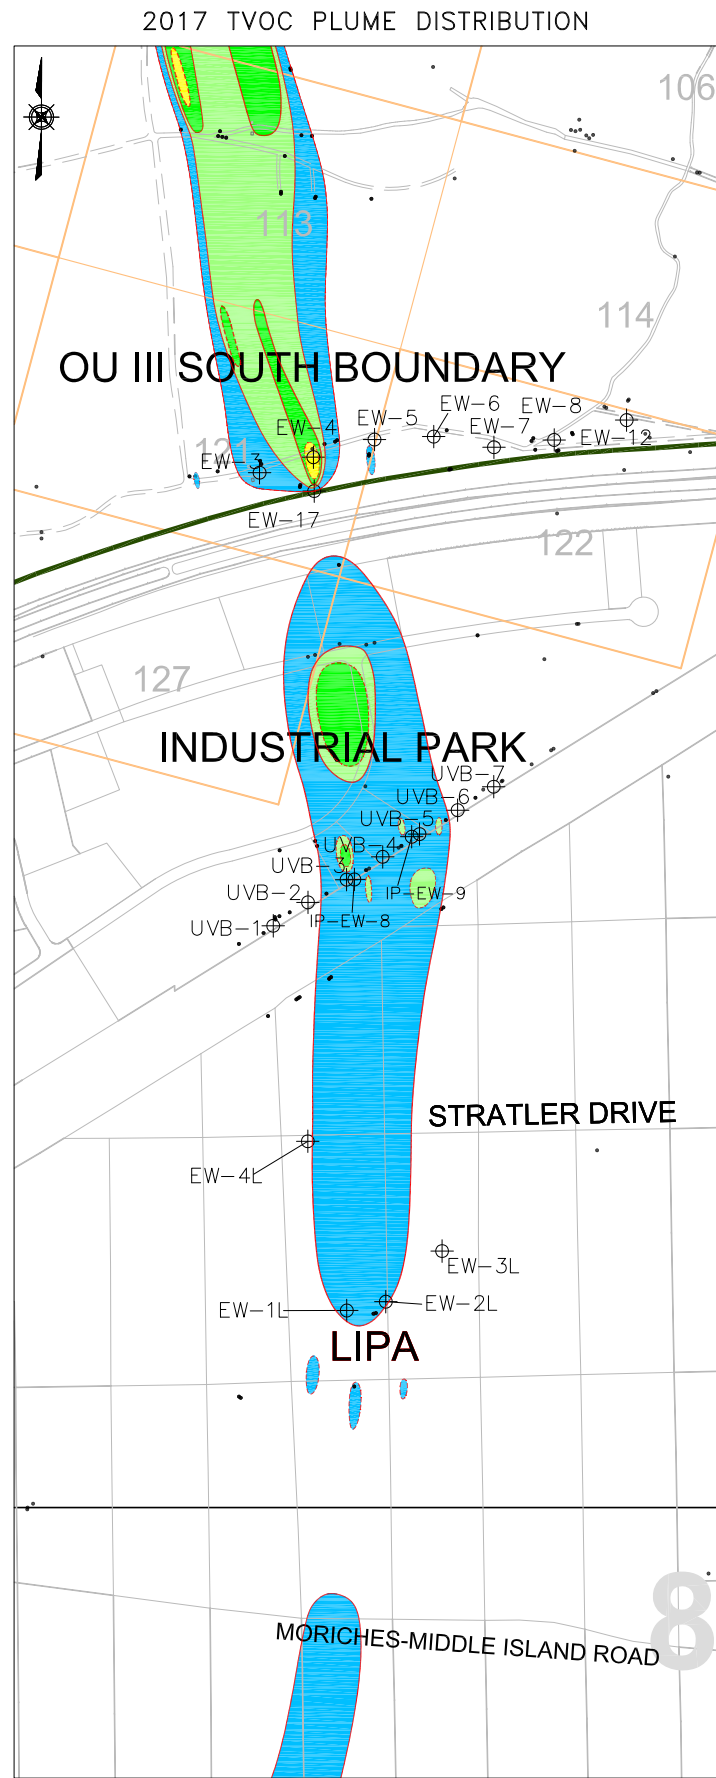 2017 TVOC PLUME DISTRIBUTION
106
113
114
OU III SOUTH BOUNDARY
EW-6
EW-8
EW-5
EW-7
EW-4
EW-12
121
EW-3
EW-17
122
127
INDUSTRIAL PARK
UVB-7
UVB-6
UVB-5
UVB-4
UVB-3
UVB-2
IP-EW-9
UVB-1
IP-EW-8
STRATLER DRIVE
EW-4L
EW-3L
EW-1L
EW-2L
LIPA
8
MORICHES-MIDDLE ISLAND ROAD